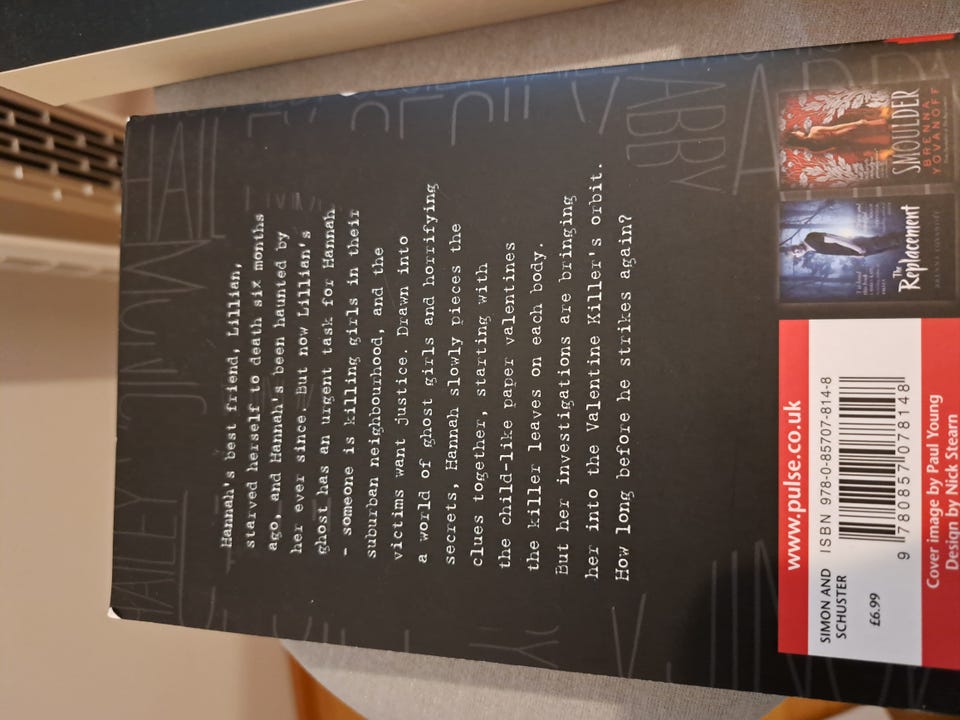 Hannah's best friend, Lillian,
starved herself to death six months
ago, and Hannah's been haunted by
her ever since. But now Lillian's
ghost has an urgent task for Hannah
- someone is killing girls in their
suburban neighbourhood, and the
victims want justice. Drawn into
a world of ghost girls and horrifying
secrets, Hannah slowly pieces the
clues together, starting with
the child-like paper valentines
the killer leaves on each body.
But her investigations are bringing
her into the Valentine Killer's orbit.
How long before he strikes again?
HAILEY
ABBY
www.pulse.co.uk
SIMON AND
SCHUSTER
£6.99
ISBN 978-0-85707-814-8
9 780857 078148
Cover image by Paul Young
Design by Nick Stearn
The
Replacement
BRENNA YOVANOFF
SMOULDER
BRENNA
YOVANOFF